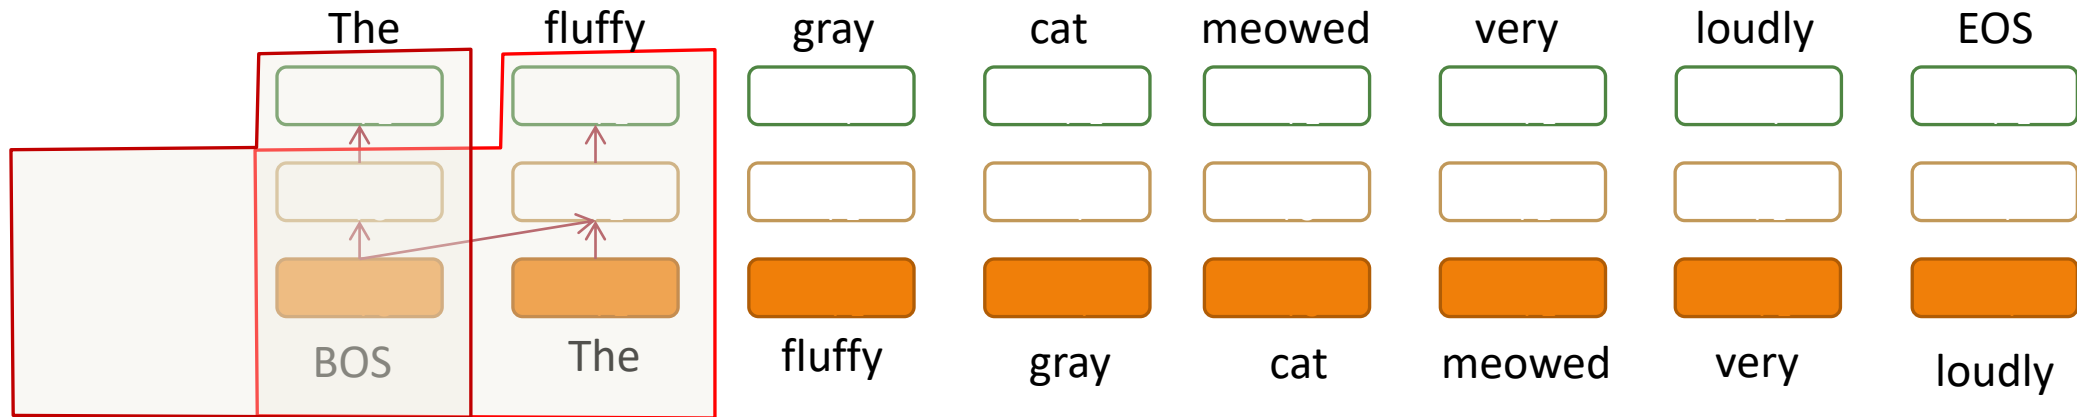 The fluffy gray cat meowed very loudly EOS
BOS The fluffy gray cat meowed very loudly